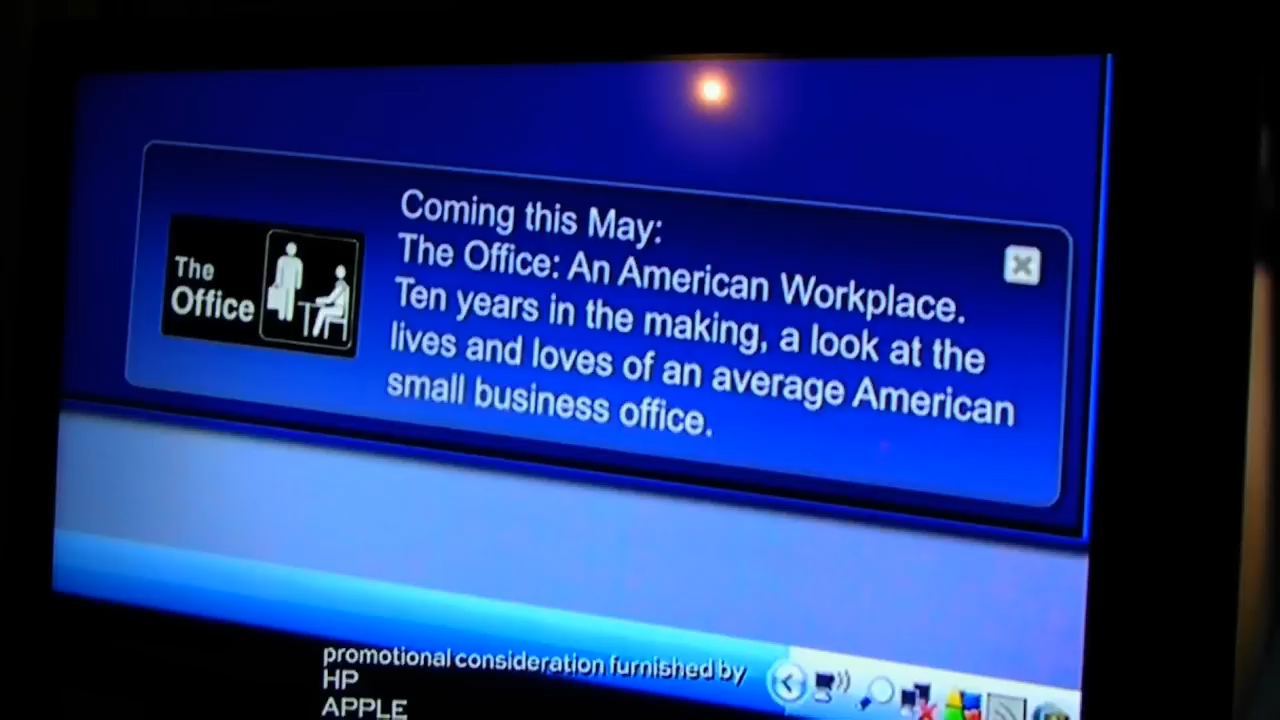 The
Office
Coming this May:
The Office: An American Workplace.
Ten years in the making, a look at the
lives and loves of an average American
small business office.
promotional consideration furnished by
HP
APPLE